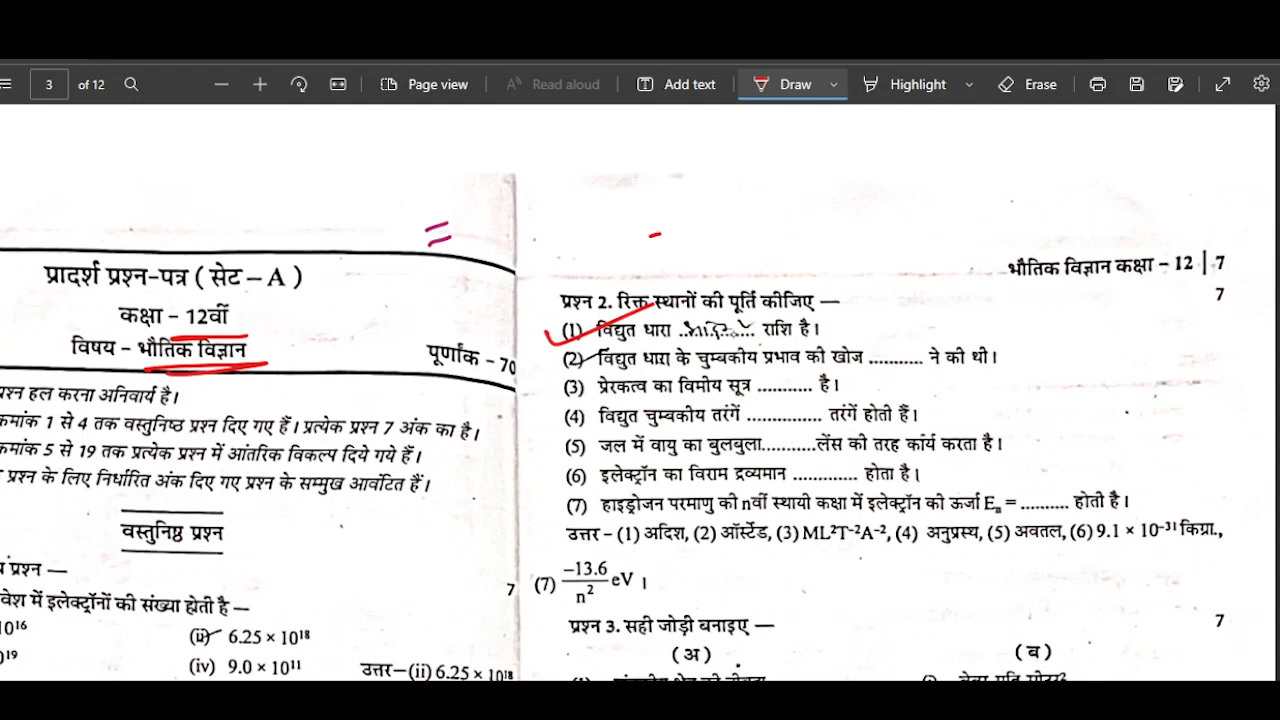 3 of 12 Page view Read aloud Add text Draw Highlight Erase
प्रादर्श प्रश्न-पत्र ( सेट – A )
कक्षा - 12वीं
विषय – भौतिक विज्ञान
पूर्णांक - 70
प्रश्न हल करना अनिवार्य है।
क्रमांक 1 से 4 तक वस्तुनिष्ठ प्रश्न दिए गए हैं। प्रत्येक प्रश्न 7 अंक का है।
क्रमांक 5 से 19 तक प्रत्येक प्रश्न में आंतरिक विकल्प दिये गये हैं।
प्रश्न के लिए निर्धारित अंक दिए गए प्रश्न के सम्मुख आवंटित हैं।
वस्तुनिष्ठ प्रश्न
प्रश्न — 7
में इलेक्ट्रॉनों की संख्या होती है –
(ii) 6.25 × 10¹⁸
(iv) 9.0 × 10¹¹
उत्तर–(ii) 6.25 × 10¹⁸
भौतिक विज्ञान कक्षा - 12 | 7
प्रश्न 2. रिक्त स्थानों की पूर्ति कीजिए — 7
(1) विद्युत धारा राशि है।
(2) विद्युत धारा के चुम्बकीय प्रभाव की खोज ........... ने की थी।
(3) प्रेरकत्व का विमीय सूत्र ........... है।
(4) विद्युत चुम्बकीय तरंगें ............... तरंगें होती हैं।
(5) जल में वायु का बुलबुला...........लेंस की तरह कार्य करता है।
(6) इलेक्ट्रॉन का विराम द्रव्यमान ............. होता है।
(7) हाइड्रोजन परमाणु की nवीं स्थायी कक्षा में इलेक्ट्रॉन की ऊर्जा Eₙ = .......... होती है।
उत्तर – (1) अदिश, (2) ऑर्स्टेड, (3) ML²T⁻²A⁻², (4) अनुप्रस्थ, (5) अवतल, (6) 9.1 × 10⁻³¹ किग्रा.,
(7) −13.6/n² eV ।
प्रश्न 3. सही जोड़ी बनाइए — 7
( अ ) ( ब )